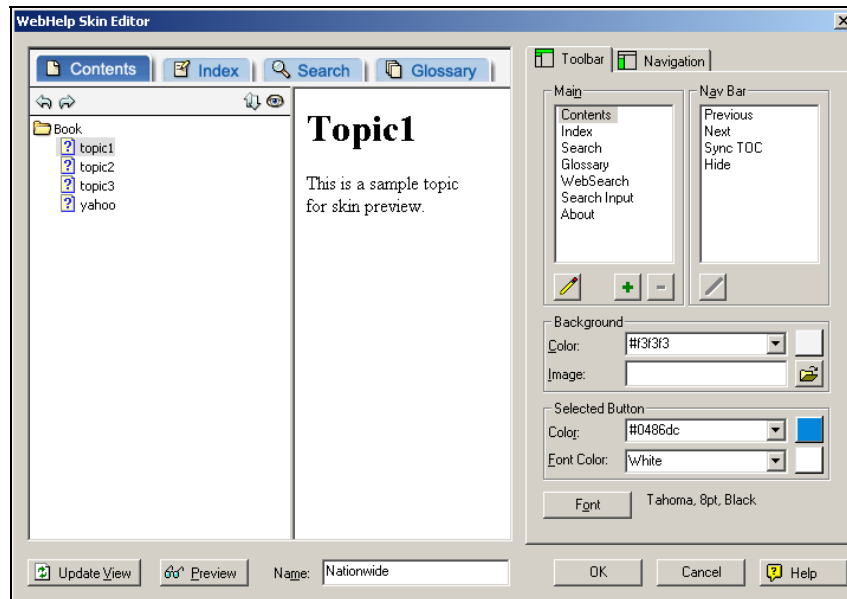 WebHelp Skin Editor
Contents Index Search Glossary
Book
topic1
topic2
topic3
yahoo
Topic1
This is a sample topic
for skin preview.
Toolbar Navigation
Main
Contents
Index
Search
Glossary
WebSearch
Search Input
About
Nav Bar
Previous
Next
Sync TOC
Hide
Background
Color: #f3f3f3
Image:
Selected Button
Color: #0486dc
Font Color: White
Font Tahoma, 8pt, Black
Update View Preview Name: Nationwide OK Cancel Help